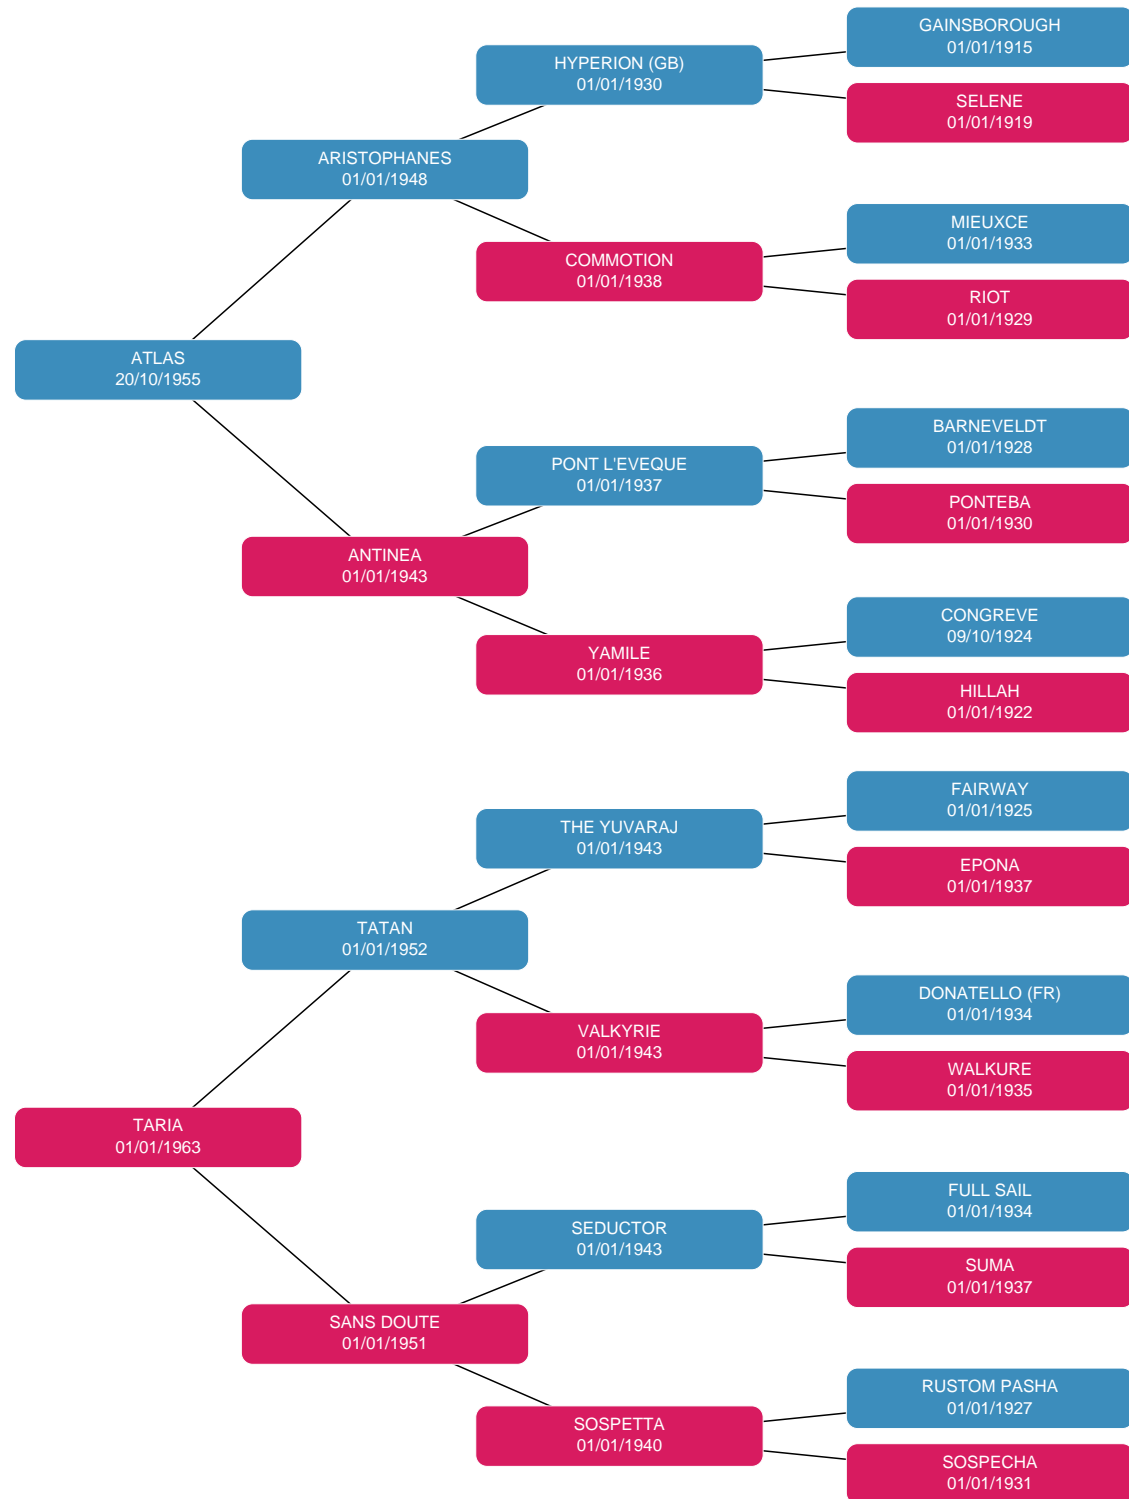 GAINSBOROUGH
01/01/1915
HYPERION (GB)
01/01/1930
SELENE
01/01/1919
ARISTOPHANES
01/01/1948
MIEUXCE
01/01/1933
COMMOTION
01/01/1938
RIOT
01/01/1929
ATLAS
20/10/1955
BARNEVELDT
01/01/1928
PONT L'EVEQUE
01/01/1937
PONTEBA
01/01/1930
ANTINEA
01/01/1943
CONGREVE
09/10/1924
YAMILE
01/01/1936
HILLAH
01/01/1922
FAIRWAY
01/01/1925
THE YUVARAJ
01/01/1943
EPONA
01/01/1937
TATAN
01/01/1952
DONATELLO (FR)
01/01/1934
VALKYRIE
01/01/1943
WALKURE
01/01/1935
TARIA
01/01/1963
FULL SAIL
01/01/1934
SEDUCTOR
01/01/1943
SUMA
01/01/1937
SANS DOUTE
01/01/1951
RUSTOM PASHA
01/01/1927
SOSPETTA
01/01/1940
SOSPECHA
01/01/1931